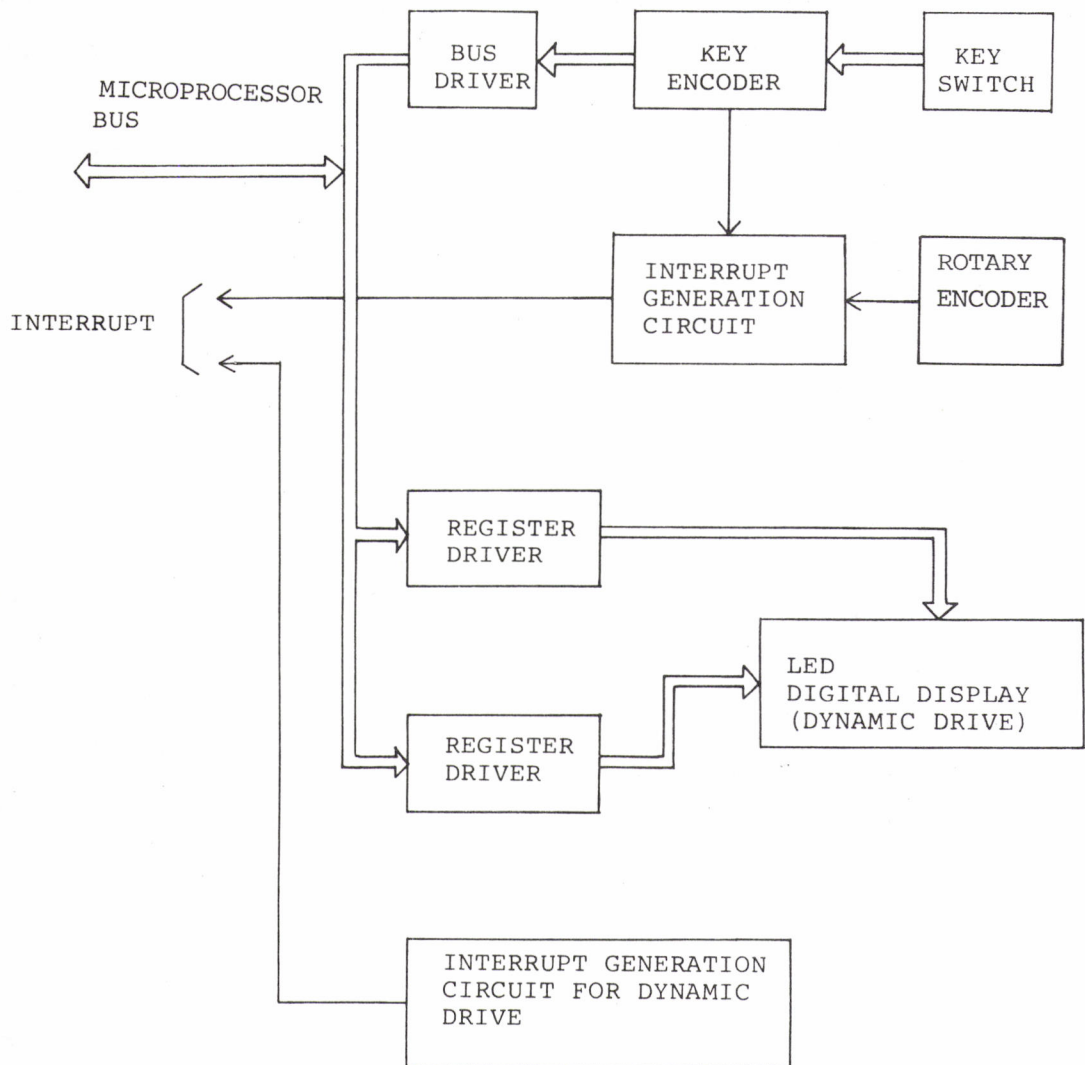 BUS
DRIVER
KEY
ENCODER
KEY
SWITCH
MICROPROCESSOR
BUS
INTERRUPT
GENERATION
CIRCUIT
ROTARY
ENCODER
INTERRUPT
REGISTER
DRIVER
LED
DIGITAL DISPLAY
(DYNAMIC DRIVE)
REGISTER
DRIVER
INTERRUPT GENERATION
CIRCUIT FOR DYNAMIC
DRIVE